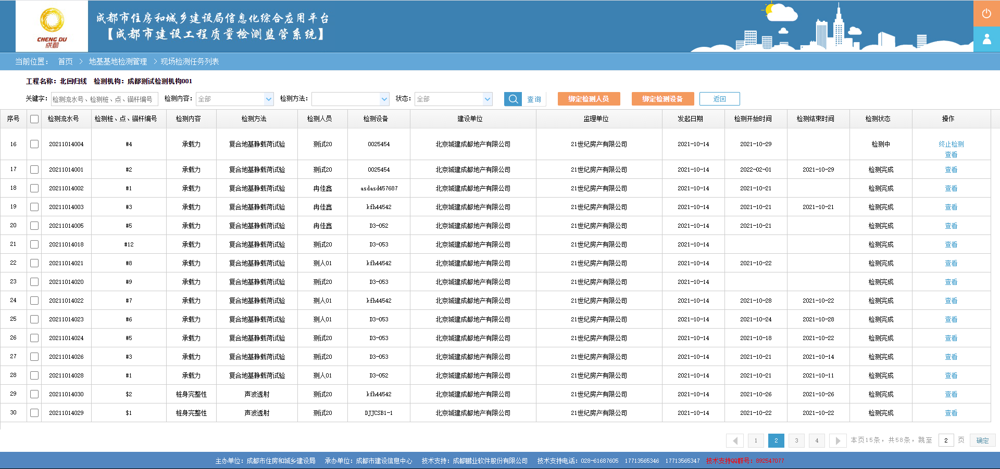 CHENG DU
成都
成都市住房和城乡建设局信息化综合应用平台
【成都市建设工程质量检测监管系统】
当前位置： 首页 > 地基基地检测管理 > 现场检测任务列表
工程名称：北回归线 检测机构：成都测试检测机构001
关键字： 检测流水号、检测桩、点、锚杆编号 检测内容： 全部 检测方法： 状态： 全部 查询 绑定检测人员 绑定检测设备 返回
序号 检测流水号 检测桩、点、锚杆编号 检测内容 检测方法 检测人员 检测设备 建设单位 监理单位 发起日期 检测开始时间 检测结束时间 检测状态 操作
16 20211014004 #4 承载力 复合地基静载荷试验 测试20 0025454 北京城建成都地产有限公司 21世纪房产有限公司 2021-10-14 2021-10-29 检测中 终止检测
查看
17 20211014001 #2 承载力 复合地基静载荷试验 测试20 0025454 北京城建成都地产有限公司 21世纪房产有限公司 2021-10-14 2022-02-01 2021-10-29 检测完成 查看
18 20211014002 #1 承载力 复合地基静载荷试验 冉佳鑫 asdasd457687 北京城建成都地产有限公司 21世纪房产有限公司 2021-10-14 2021-10-21 检测完成 查看
19 20211014003 #3 承载力 复合地基静载荷试验 冉佳鑫 kfh44542 北京城建成都地产有限公司 21世纪房产有限公司 2021-10-14 2021-10-21 2021-10-21 检测完成 查看
20 20211014005 #5 承载力 复合地基静载荷试验 冉佳鑫 D3-052 北京城建成都地产有限公司 21世纪房产有限公司 2021-10-14 2021-10-21 检测完成 查看
21 20211014018 #12 承载力 复合地基静载荷试验 测试20 D3-053 北京城建成都地产有限公司 21世纪房产有限公司 2021-10-14 检测完成 查看
22 20211014021 #8 承载力 复合地基静载荷试验 测人01 kfh44542 北京城建成都地产有限公司 21世纪房产有限公司 2021-10-14 2021-10-22 检测完成 查看
23 20211014020 #9 承载力 复合地基静载荷试验 测试20 D3-053 北京城建成都地产有限公司 21世纪房产有限公司 2021-10-14 检测完成 查看
24 20211014022 #7 承载力 复合地基静载荷试验 测人01 kfh44542 北京城建成都地产有限公司 21世纪房产有限公司 2021-10-14 2021-10-28 2021-10-22 检测完成 查看
25 20211014023 #6 承载力 复合地基静载荷试验 测人01 D3-053 北京城建成都地产有限公司 21世纪房产有限公司 2021-10-14 2021-10-24 2021-10-28 检测完成 查看
26 20211014024 #5 承载力 复合地基静载荷试验 测试20 D3-053 北京城建成都地产有限公司 21世纪房产有限公司 2021-10-14 2021-10-18 2021-10-22 检测完成 查看
27 20211014026 #3 承载力 复合地基静载荷试验 测试20 D3-053 北京城建成都地产有限公司 21世纪房产有限公司 2021-10-14 2021-10-21 2021-10-14 检测完成 查看
28 20211014028 #1 承载力 复合地基静载荷试验 测人01 D3-052 北京城建成都地产有限公司 21世纪房产有限公司 2021-10-14 2021-10-21 2021-10-11 检测完成 查看
29 20211014030 $2 桩身完整性 声波透射 测试20 kfh44542 北京城建成都地产有限公司 21世纪房产有限公司 2021-10-14 2021-10-26 2021-10-26 检测完成 查看
30 20211014029 $1 桩身完整性 声波透射 测试20 DJJCSB1-1 北京城建成都地产有限公司 21世纪房产有限公司 2021-10-14 2021-10-22 2021-10-22 检测完成 查看
1 2 3 4 本页15条，共58条，跳至 2 页 确定
主办单位：成都市住房和城乡建设局 承办单位：成都市建设信息中心 技术支持：成都鹏业软件股份有限公司 技术支持电话：028-61687605 17713565346 17713565347 技术支持QQ群号：892547077